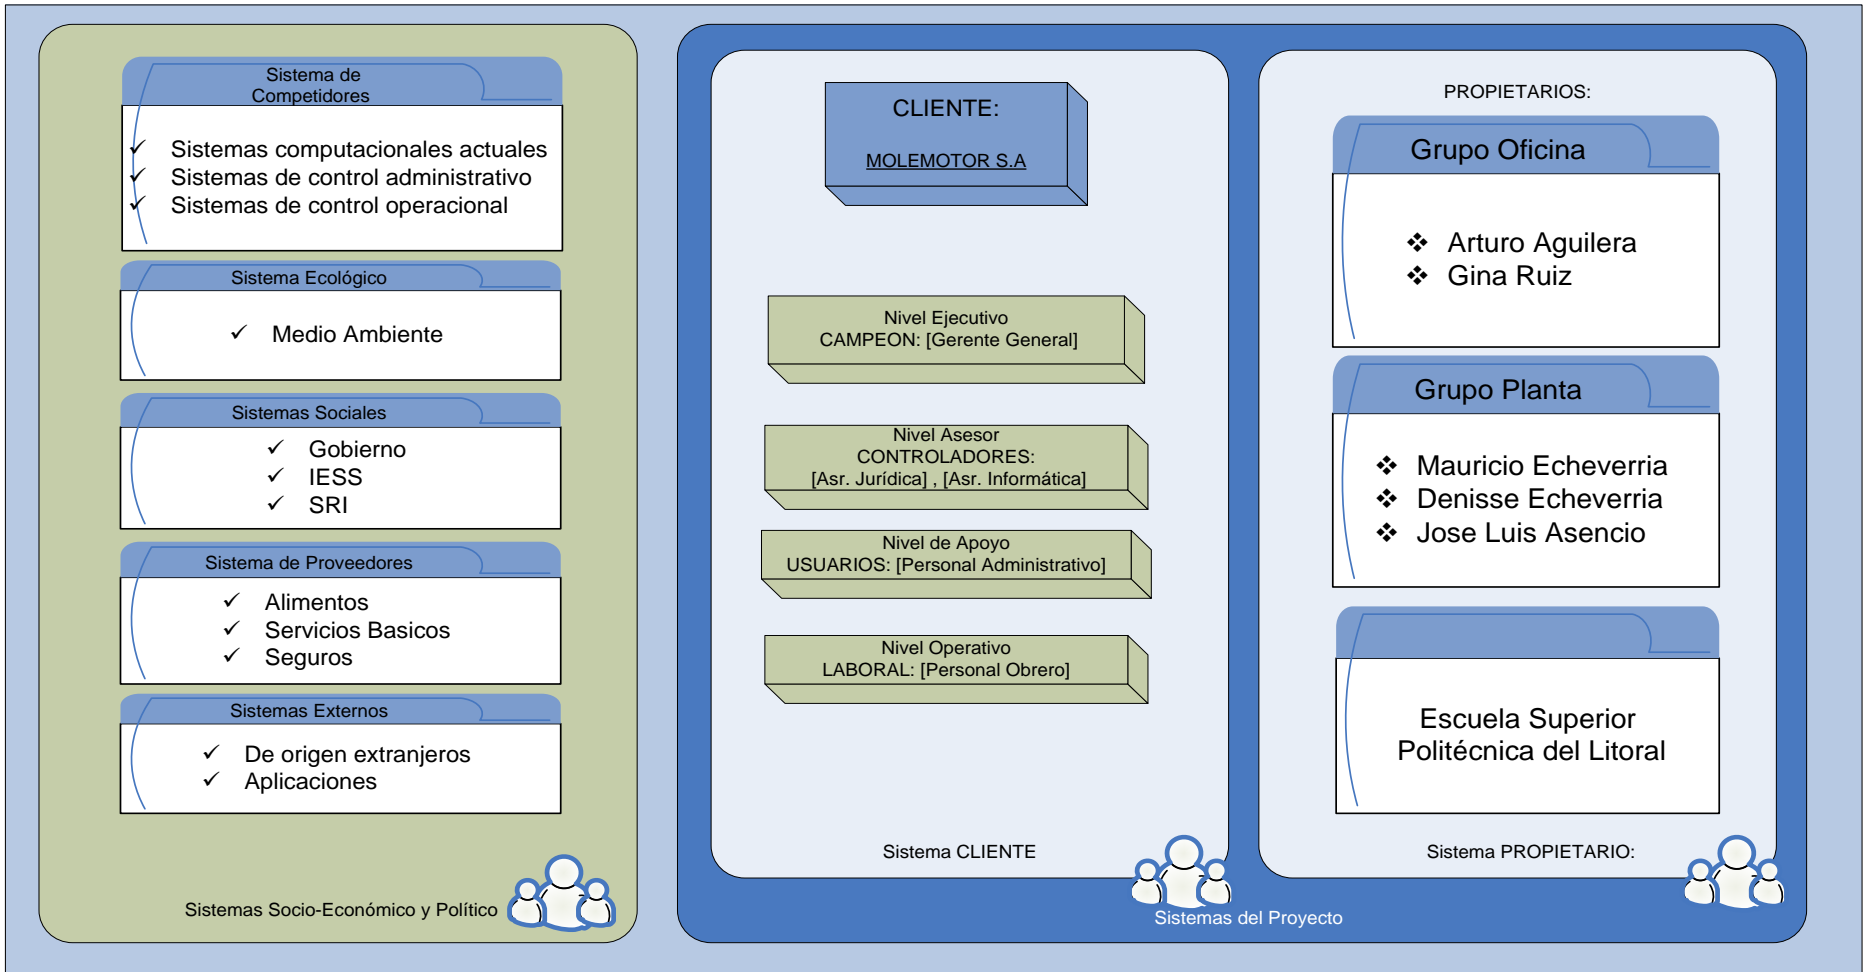 Sistema de
Competidores
✓ Sistemas computacionales actuales
✓ Sistemas de control administrativo
✓ Sistemas de control operacional
Sistema Ecológico
✓ Medio Ambiente
Sistemas Sociales
✓ Gobierno
✓ IESS
✓ SRI
Sistema de Proveedores
✓ Alimentos
✓ Servicios Basicos
✓ Seguros
Sistemas Externos
✓ De origen extranjeros
✓ Aplicaciones
Sistemas Socio-Económico y Político
CLIENTE:
MOLEMOTOR S.A
Nivel Ejecutivo
CAMPEON: [Gerente General]
Nivel Asesor
CONTROLADORES:
[Asr. Jurídica] , [Asr. Informática]
Nivel de Apoyo
USUARIOS: [Personal Administrativo]
Nivel Operativo
LABORAL: [Personal Obrero]
Sistema CLIENTE
PROPIETARIOS:
Grupo Oficina
❖ Arturo Aguilera
❖ Gina Ruiz
Grupo Planta
❖ Mauricio Echeverria
❖ Denisse Echeverria
❖ Jose Luis Asencio
Escuela Superior
Politécnica del Litoral
Sistema PROPIETARIO:
Sistemas del Proyecto